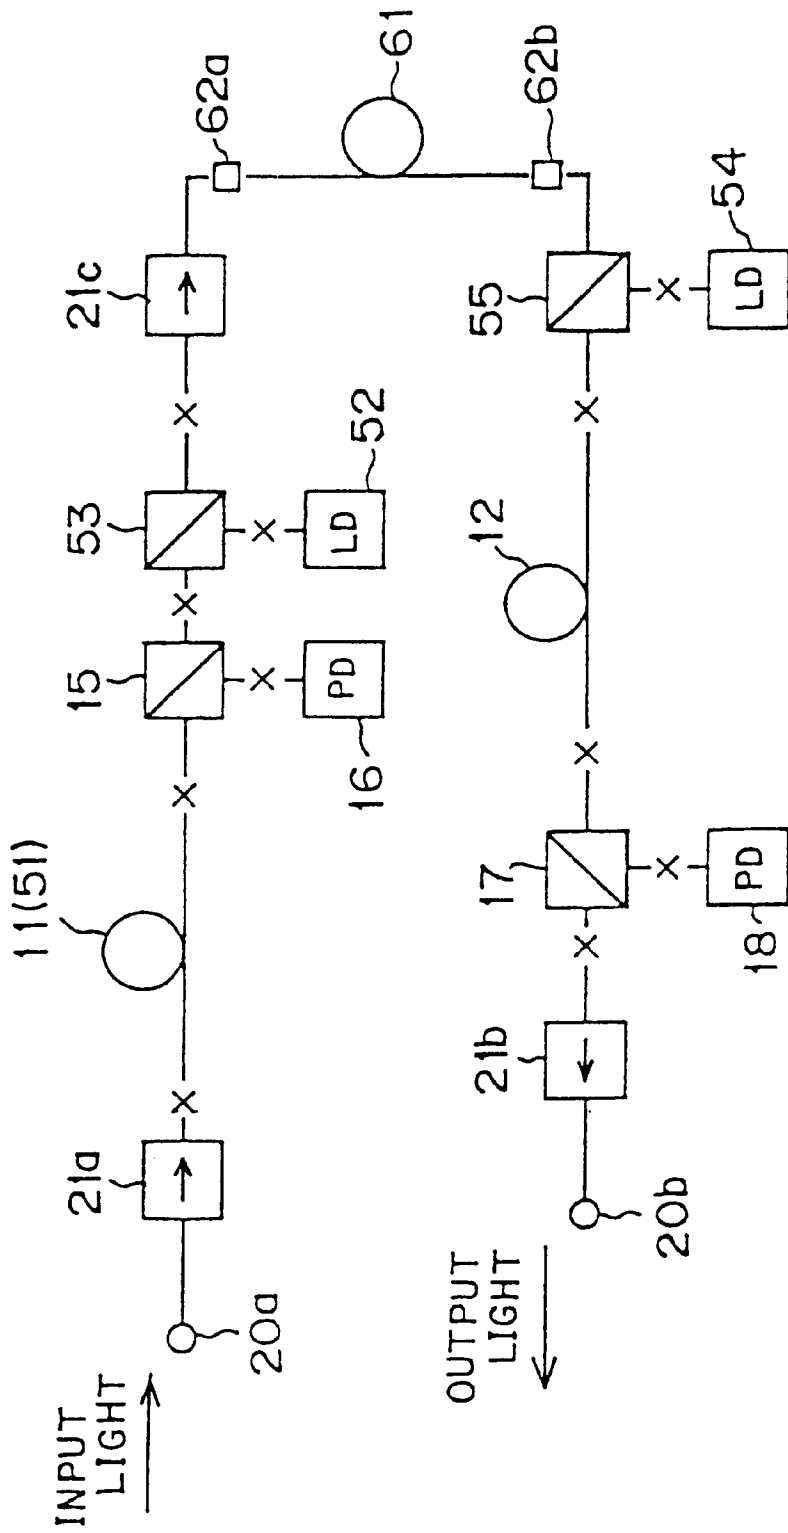 INPUT
LIGHT
20a
21a
11(51)
15
PD
16
53
LD
52
21c
62a
61
62b
55
LD
54
12
17
PD
18
21b
20b
OUTPUT
LIGHT